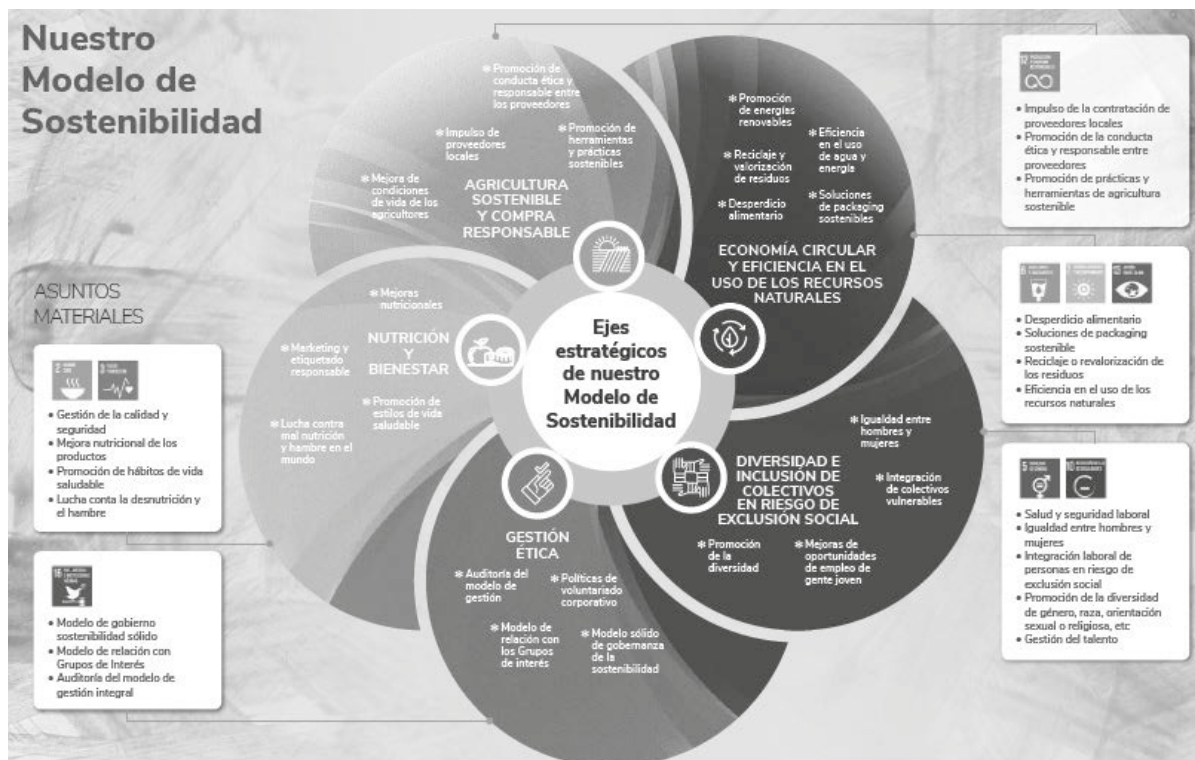 Nuestro
Modelo de
Sostenibilidad
* Promoción de
conducta ética y
responsable entre
los proveedores
* Impulso de
proveedores
locales
* Promoción de
herramientas
y prácticas
sostenibles
* Mejora de
condiciones
de vida de los
agricultores
AGRICULTURA
SOSTENIBLE
Y COMPRA
RESPONSABLE
* Promoción
de energías
renovables
* Eficiencia
en el uso
de agua y
energía
* Reciclaje y
valorización
de residuos
* Desperdicio
alimentario
* Soluciones
de packaging
sostenibles
ECONOMÍA CIRCULAR
Y EFICIENCIA EN EL
USO DE LOS RECURSOS
NATURALES
12
• Impulso de la contratación de
proveedores locales
• Promoción de la conducta
ética y responsable entre
proveedores
• Promoción de prácticas y
herramientas de agricultura
sostenible
ASUNTOS
MATERIALES
2
3
• Gestión de la calidad y
seguridad
• Mejora nutricional de los
productos
• Promoción de hábitos de vida
saludable
• Lucha conta la desnutrición y
el hambre
* Mejoras
nutricionales
* Marketing y
etiquetado
responsable
NUTRICIÓN
Y
BIENESTAR
* Promoción de
estilos de vida
saludable
* Lucha contra
mal nutrición
y hambre en el
mundo
Ejes
estratégicos
de nuestro
Modelo de
Sostenibilidad
6
• Desperdicio alimentario
• Soluciones de packaging
sostenible
• Reciclaje o revalorización de
los residuos
• Eficiencia en el uso de los
recursos naturales
* Igualdad entre
hombres y
mujeres
* Integración
de colectivos
vulnerables
DIVERSIDAD E
INCLUSIÓN DE
COLECTIVOS
EN RIESGO DE
EXCLUSIÓN SOCIAL
* Promoción
de la
diversidad
* Mejoras de
oportunidades
de empleo de
gente joven
5
10
• Salud y seguridad laboral
• Igualdad entre hombres y
mujeres
• Integración laboral de
personas en riesgo de
exclusión social
• Promoción de la diversidad
de género, raza, orientación
sexual o religiosa, etc
• Gestión del talento
GESTIÓN
ÉTICA
* Auditoría del
modelo de
gestión
* Políticas de
voluntariado
corporativo
* Modelo de
relación con
los Grupos
de interés
* Modelo sólido
de gobernanza
de la
sostenibilidad
16
• Modelo de gobierno
sostenibilidad sólido
• Modelo de relación con
Grupos de Interés
• Auditoría del modelo de
gestión integral